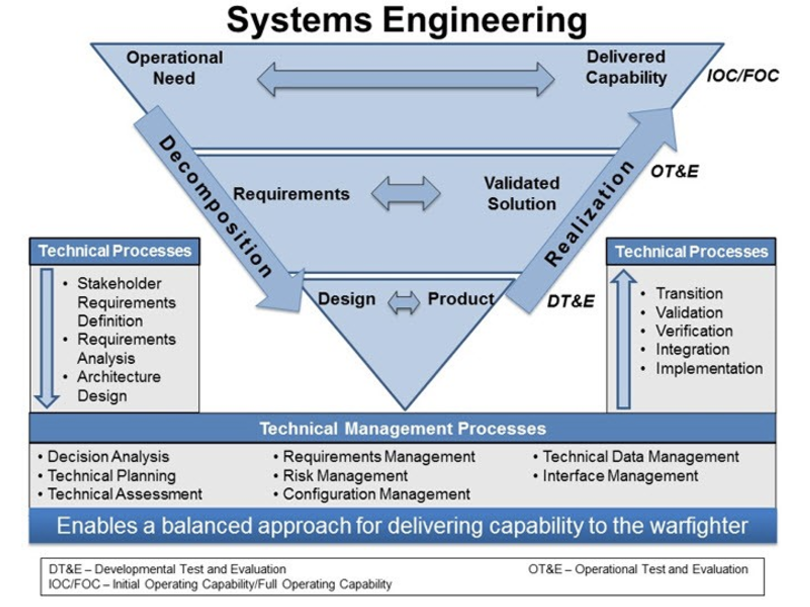 Systems Engineering
Operational
Need
Delivered
Capability
IOC/FOC
Decomposition
Realization
OT&E
Requirements
Validated
Solution
Design
Product
DT&E
Technical Processes
• Stakeholder
Requirements
Definition
• Requirements
Analysis
• Architecture
Design
Technical Processes
• Transition
• Validation
• Verification
• Integration
• Implementation
Technical Management Processes
• Decision Analysis
• Technical Planning
• Technical Assessment
• Requirements Management
• Risk Management
• Configuration Management
• Technical Data Management
• Interface Management
Enables a balanced approach for delivering capability to the warfighter
DT&E – Developmental Test and Evaluation
OT&E – Operational Test and Evaluation
IOC/FOC – Initial Operating Capability/Full Operating Capability